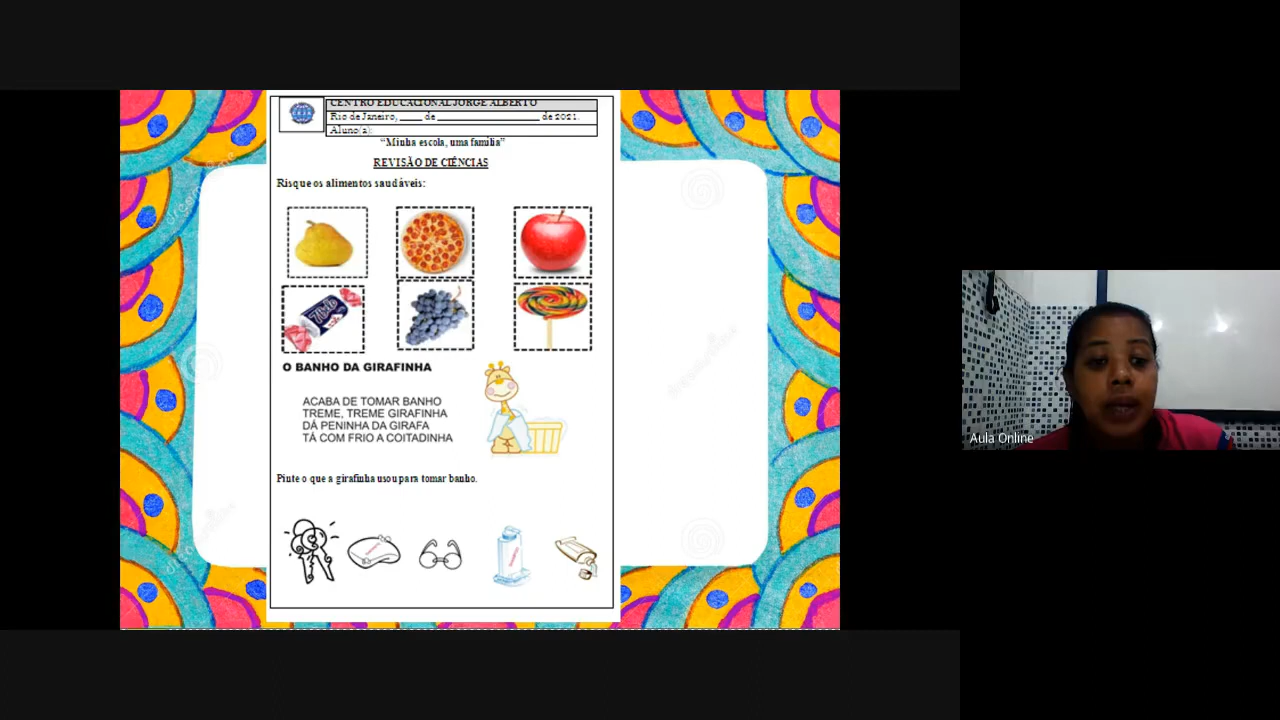 CENTRO EDUCACIONAL JORGE ALBERTO
Rio de Janeiro, ____ de ____________________ de 2021.
Aluno(a):
“Minha escola, uma família”
REVISÃO DE CIÊNCIAS
Risque os alimentos saudáveis:
O BANHO DA GIRAFINHA
ACABA DE TOMAR BANHO
TREME, TREME GIRAFINHA
DÁ PENINHA DA GIRAFA
TÁ COM FRIO A COITADINHA
Pinte o que a girafinha usou para tomar banho.
Aula Online